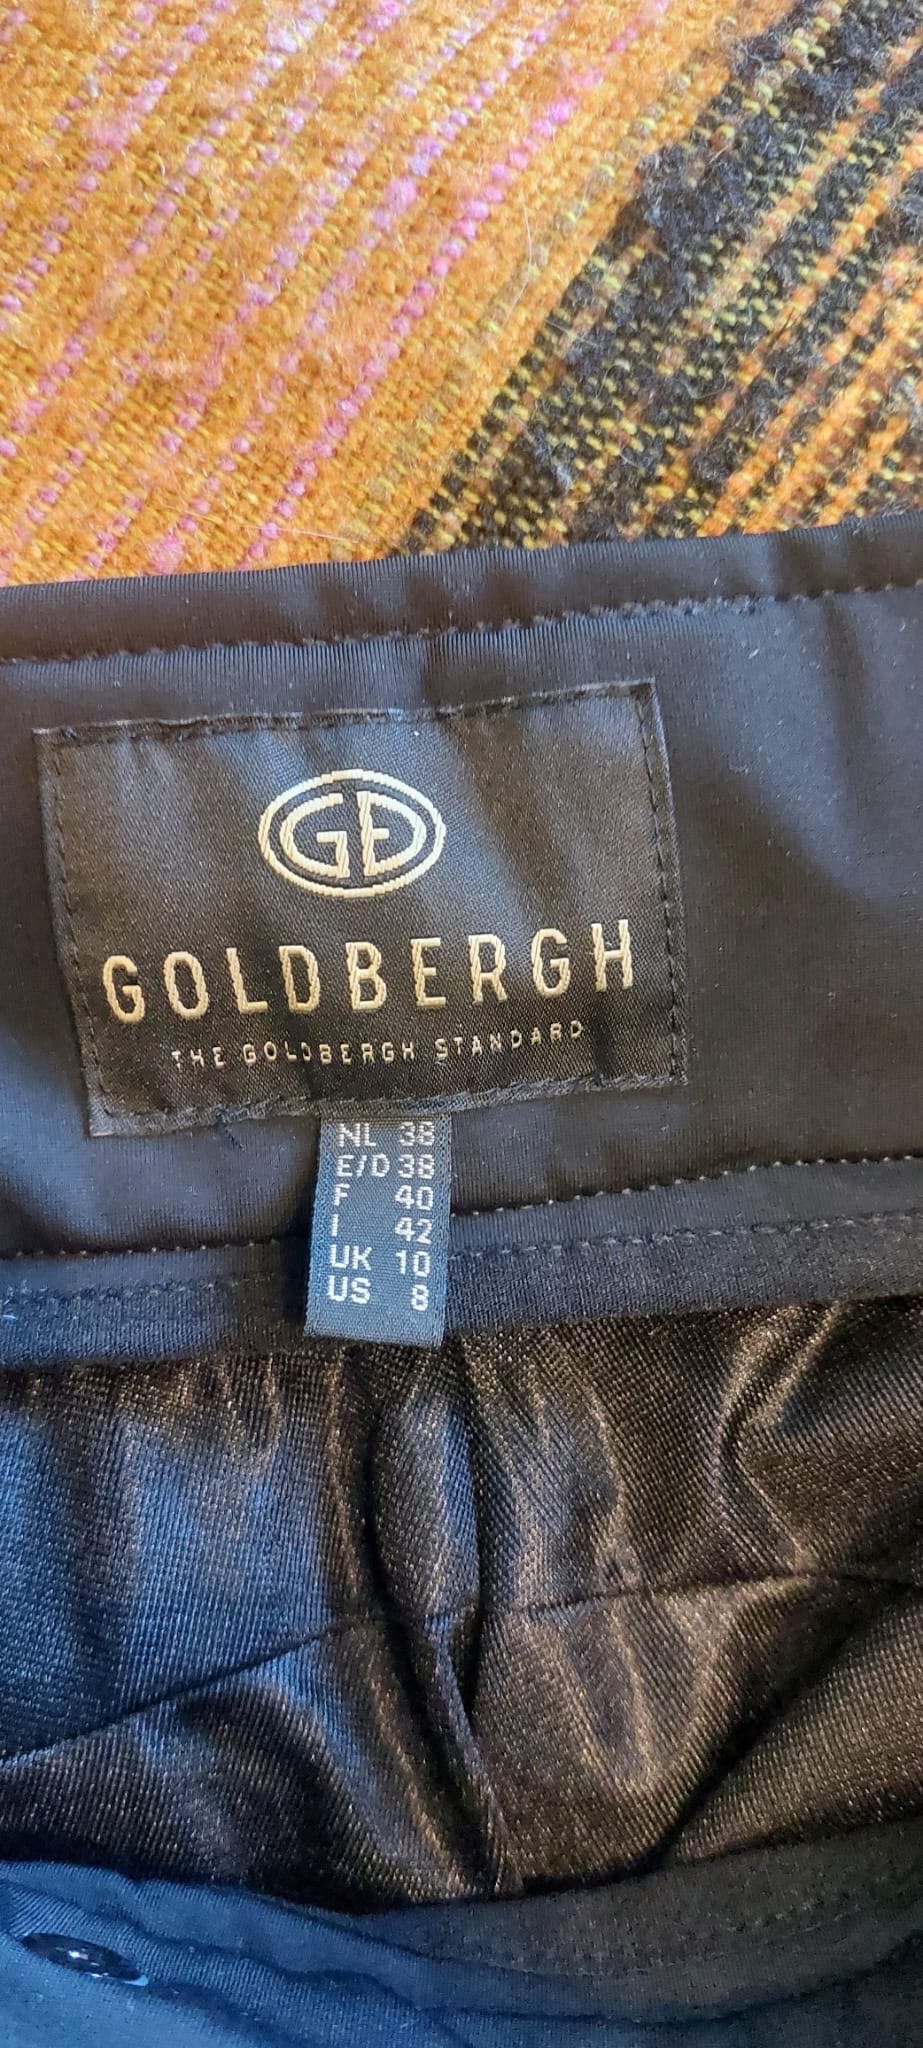 GG
GOLDBERGH
THE GOLDBERGH STANDARD
NL 38
E/D 38
F 40
I 42
UK 10
US 8